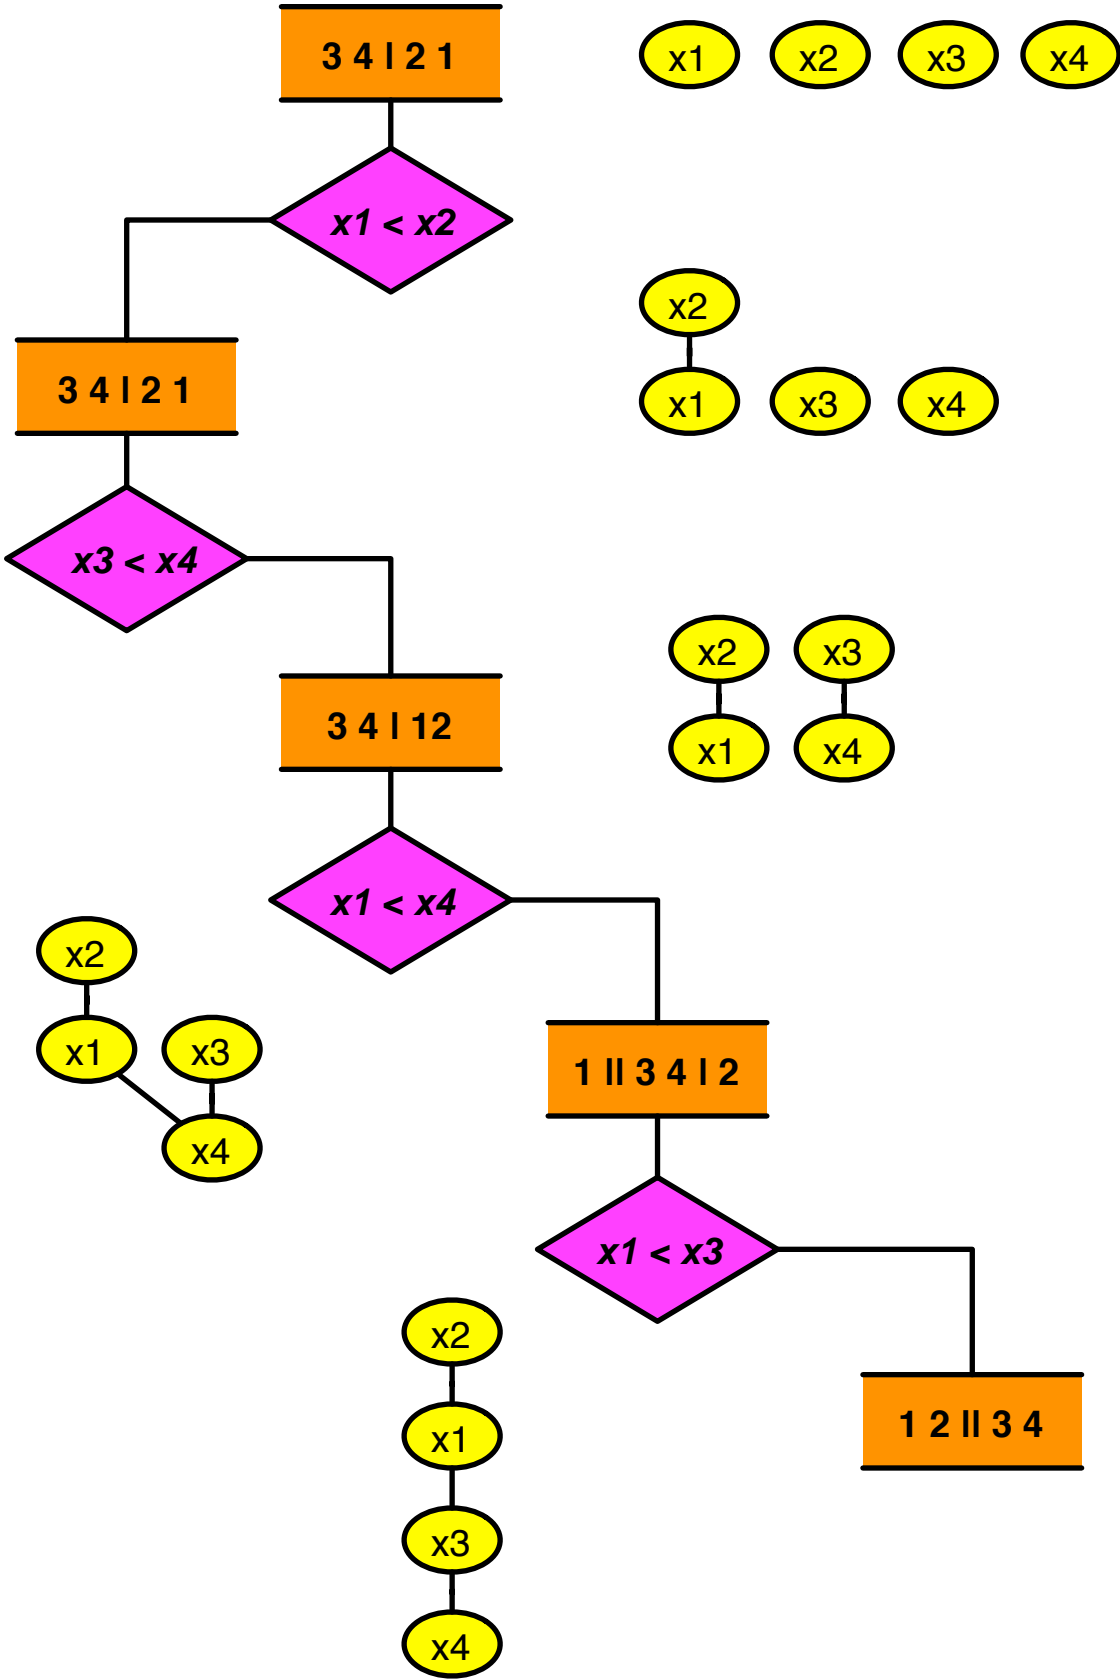 3 4 | 2 1
x1 x2 x3 x4
x1 < x2
x2
3 4 | 2 1
x1 x3 x4
x3 < x4
x2 x3
3 4 | 12
x1 x4
x1 < x4
x2
x1 x3
1 || 3 4 | 2
x4
x1 < x3
x2
x1
1 2 || 3 4
x3
x4